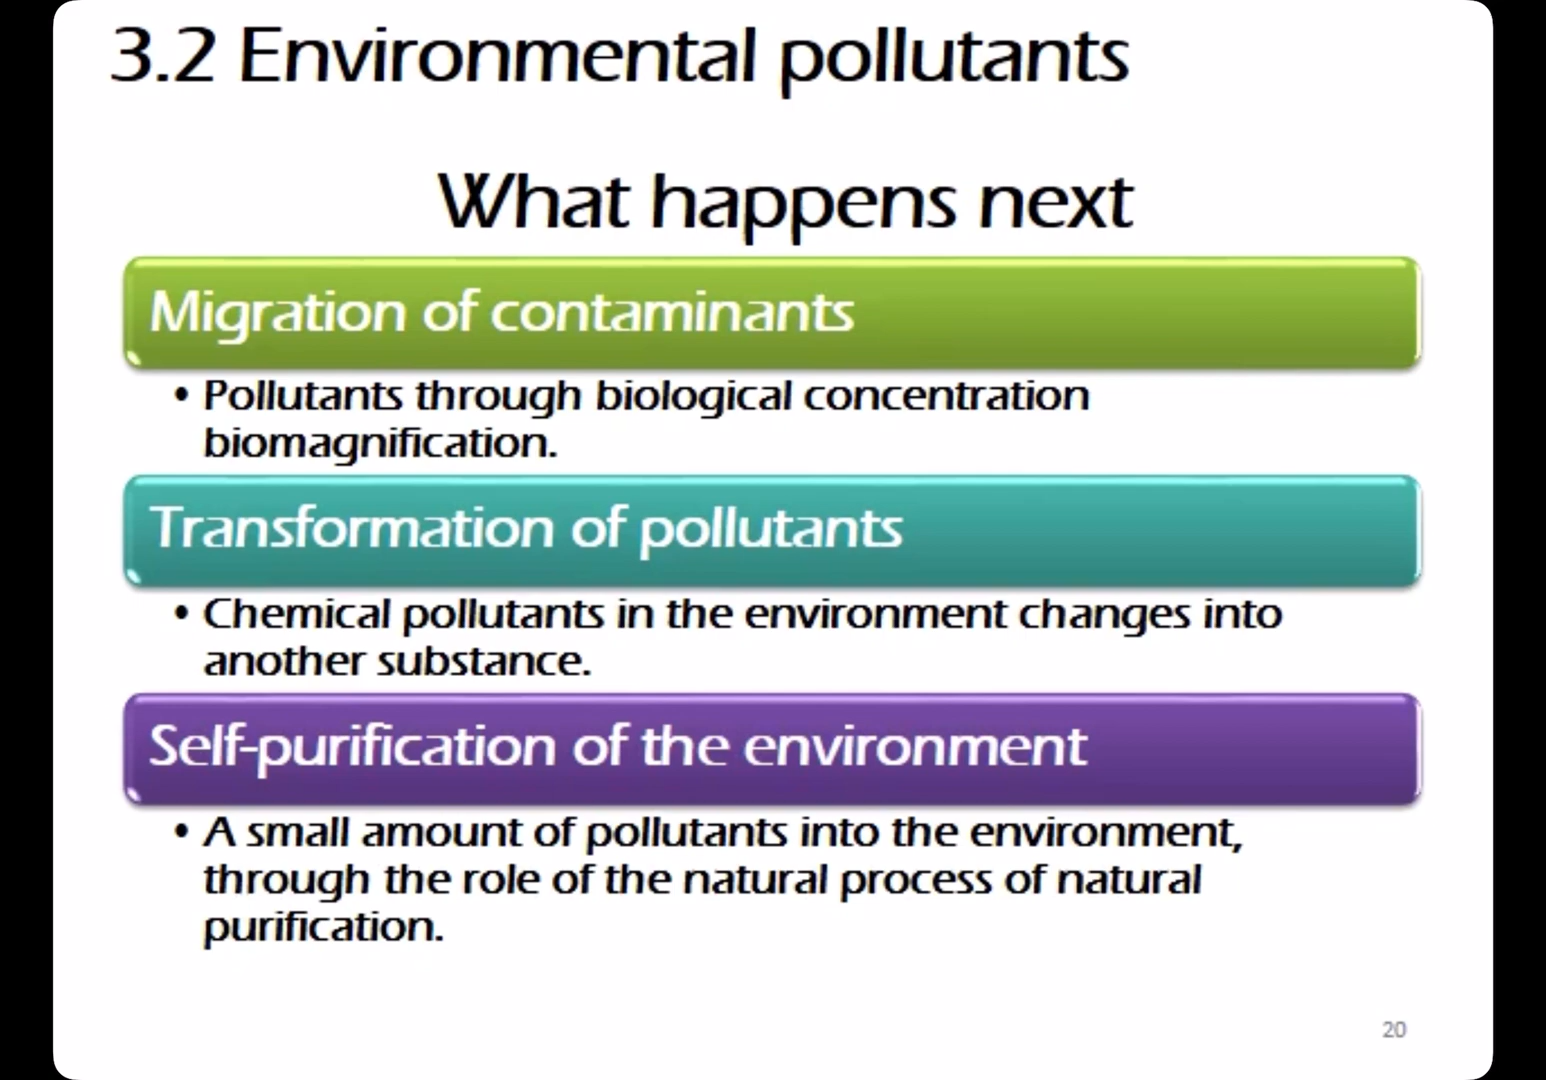 3.2 Environmental pollutants
What happens next
Migration of contaminants
• Pollutants through biological concentration
biomagnification.
Transformation of pollutants
• Chemical pollutants in the environment changes into
another substance.
Self-purification of the environment
• A small amount of pollutants into the environment,
through the role of the natural process of natural
purification.
20